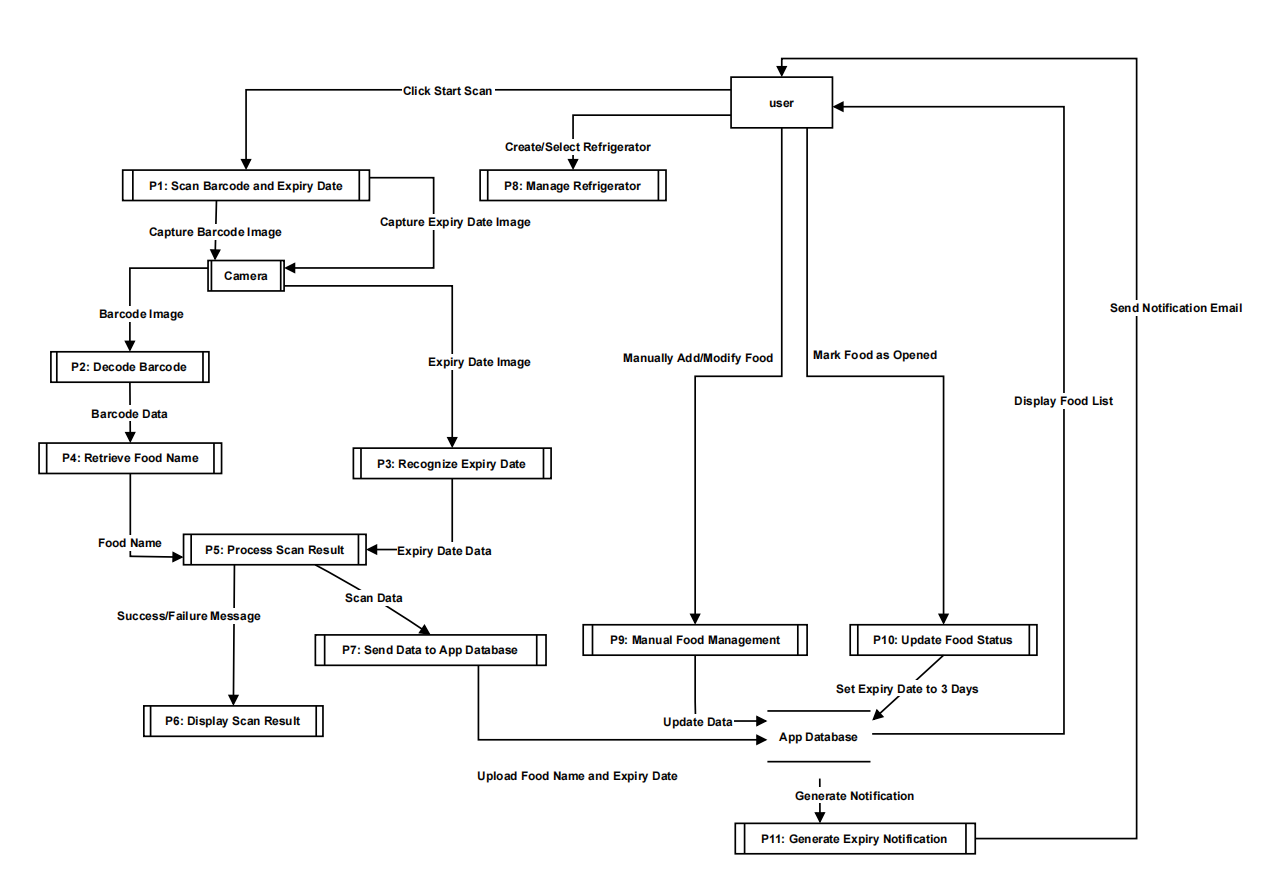 Click Start Scan
user
Create/Select Refrigerator
P1: Scan Barcode and Expiry Date
P8: Manage Refrigerator
Capture Expiry Date Image
Capture Barcode Image
Camera
Barcode Image
Send Notification Email
Manually Add/Modify Food
Mark Food as Opened
Expiry Date Image
P2: Decode Barcode
Display Food List
Barcode Data
P4: Retrieve Food Name
P3: Recognize Expiry Date
Food Name
P5: Process Scan Result
Expiry Date Data
Scan Data
Success/Failure Message
P7: Send Data to App Database
P9: Manual Food Management
P10: Update Food Status
Set Expiry Date to 3 Days
P6: Display Scan Result
Update Data
App Database
Upload Food Name and Expiry Date
Generate Notification
P11: Generate Expiry Notification